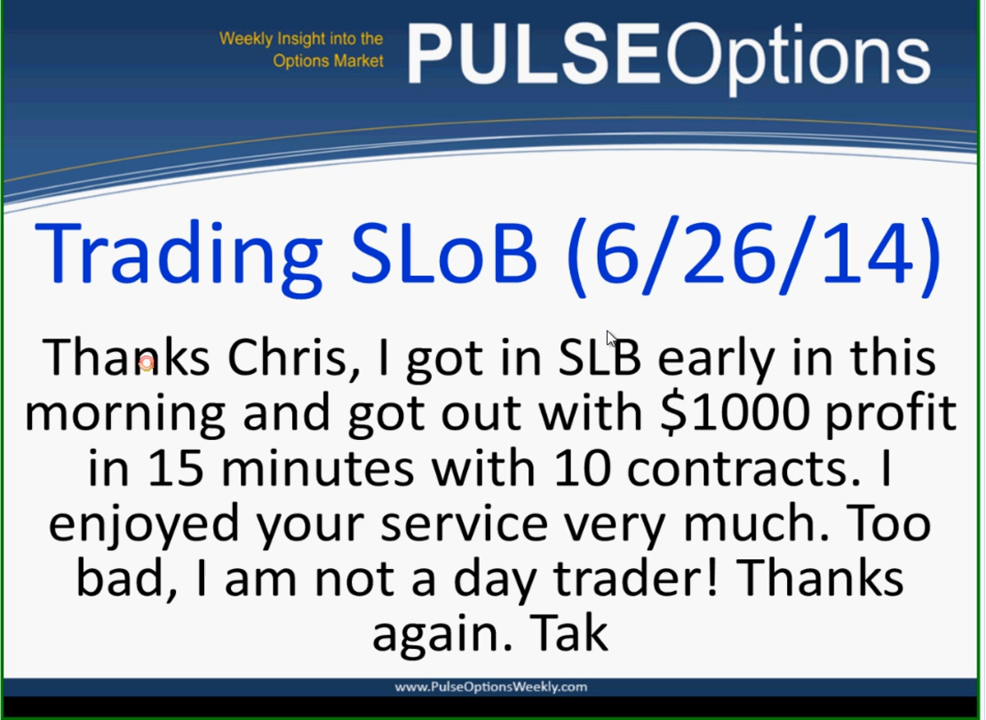 Weekly Insight into the
Options Market
PULSEOptions
Trading SLoB (6/26/14)
Thanks Chris, I got in SLB early in this
morning and got out with $1000 profit
in 15 minutes with 10 contracts. I
enjoyed your service very much. Too
bad, I am not a day trader! Thanks
again. Tak
www.PulseOptionsWeekly.com